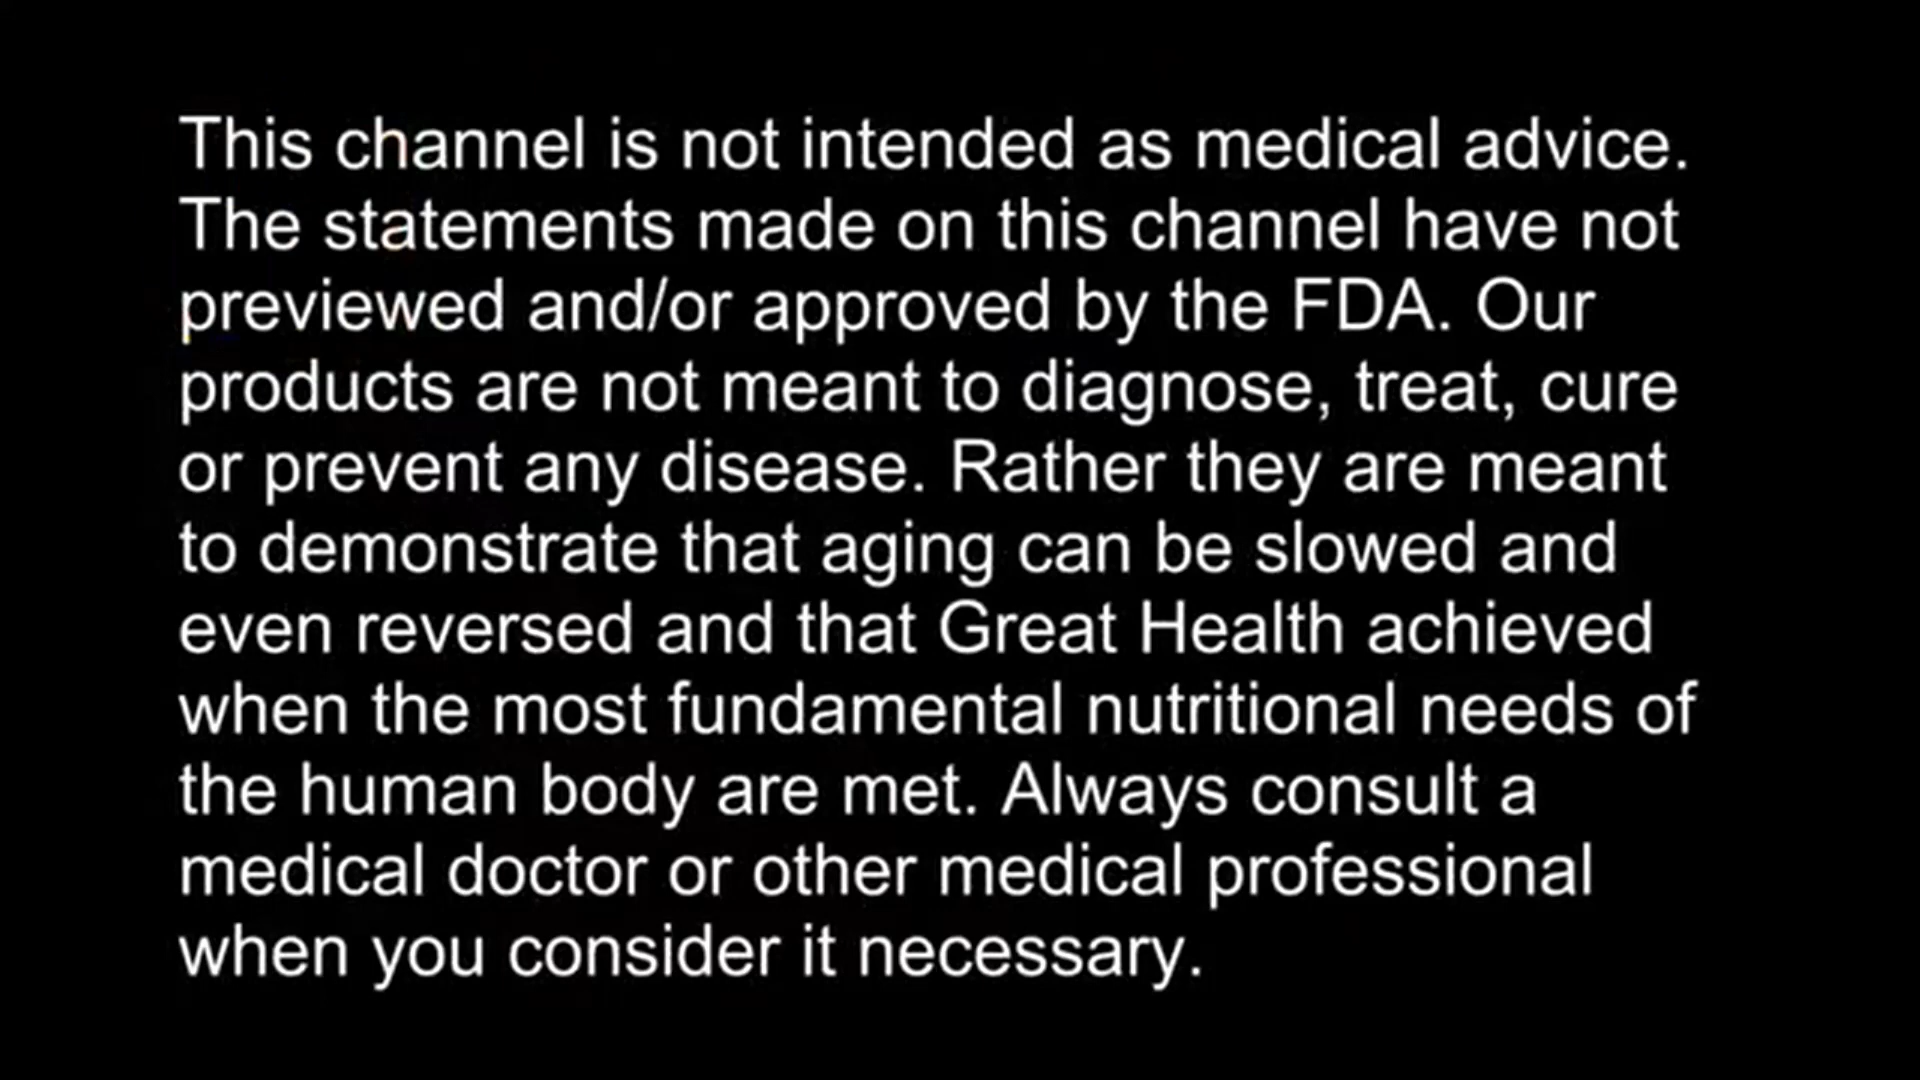 This channel is not intended as medical advice.
The statements made on this channel have not
previewed and/or approved by the FDA. Our
products are not meant to diagnose, treat, cure
or prevent any disease. Rather they are meant
to demonstrate that aging can be slowed and
even reversed and that Great Health achieved
when the most fundamental nutritional needs of
the human body are met. Always consult a
medical doctor or other medical professional
when you consider it necessary.